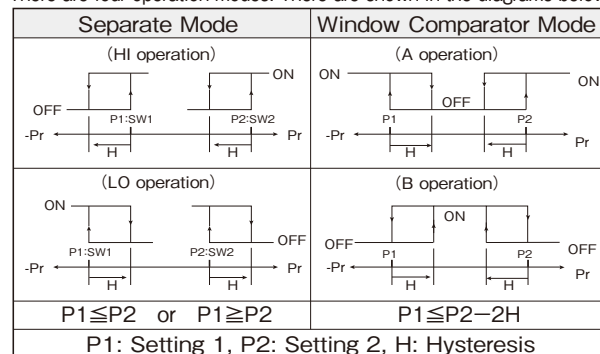 There are four operation modes. There are shown in the diagrams below
Separate Mode
Window Comparator Mode
(HI operation)
ON
OFF
P1:SW1
P2:SW2
-Pr
Pr
H
H
(A operation)
ON
ON
OFF
P1
P2
-Pr
Pr
H
H
(LO operation)
ON
OFF
P1:SW1
P2:SW2
-Pr
Pr
H
H
(B operation)
ON
OFF
OFF
P1
P2
-Pr
Pr
H
H
P1≦P2 or P1≧P2
P1≦P2−2H
P1: Setting 1, P2: Setting 2, H: Hysteresis